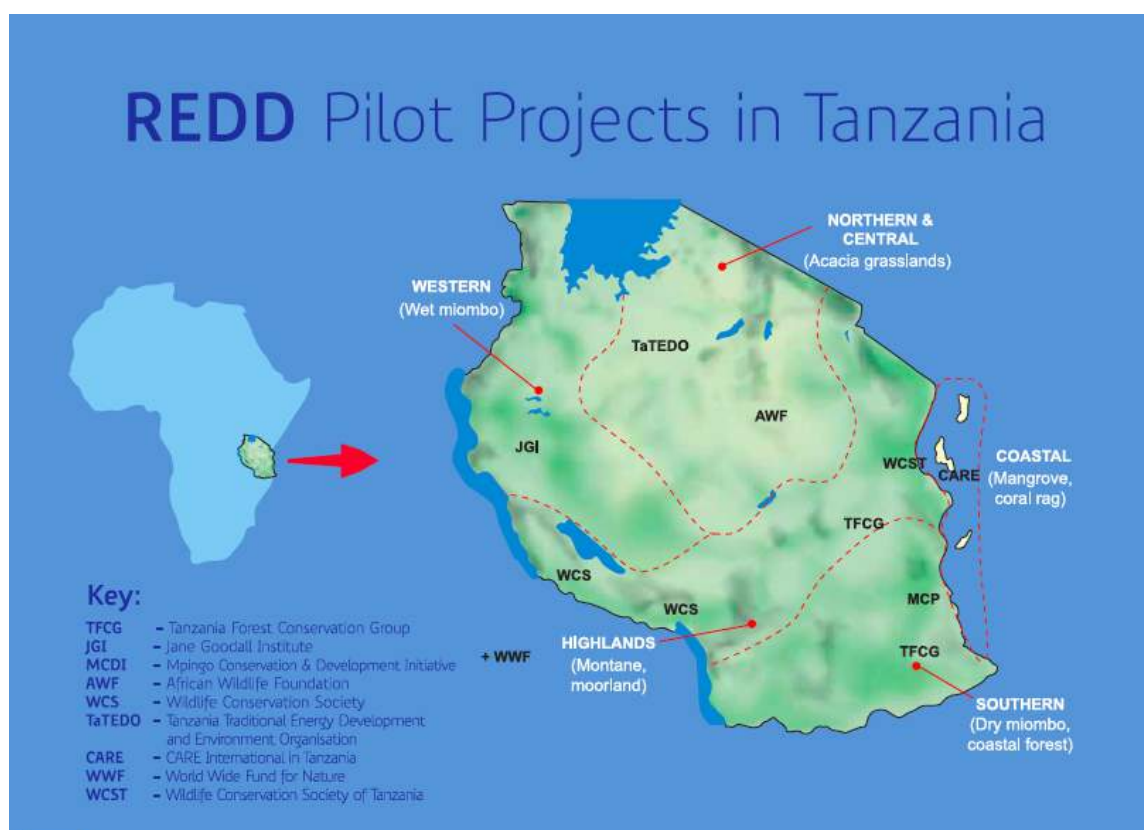 REDD Pilot Projects in Tanzania
NORTHERN &
CENTRAL
(Acacia grasslands)
WESTERN
(Wet miombo)
TaTEDO
AWF
JGI
WCST
CARE
COASTAL
(Mangrove,
coral rag)
TFCG
WCS
WCS
MCP
HIGHLANDS
(Montane,
moorland)
TFCG
SOUTHERN
(Dry miombo,
coastal forest)
+ WWF
Key:
TFCG – Tanzania Forest Conservation Group
JGI – Jane Goodall Institute
MCDI – Mpingo Conservation & Development Initiative
AWF – African Wildlife Foundation
WCS – Wildlife Conservation Society
TaTEDO – Tanzania Traditional Energy Development
and Environment Organisation
CARE – CARE International in Tanzania
WWF – World Wide Fund for Nature
WCST – Wildlife Conservation Society of Tanzania